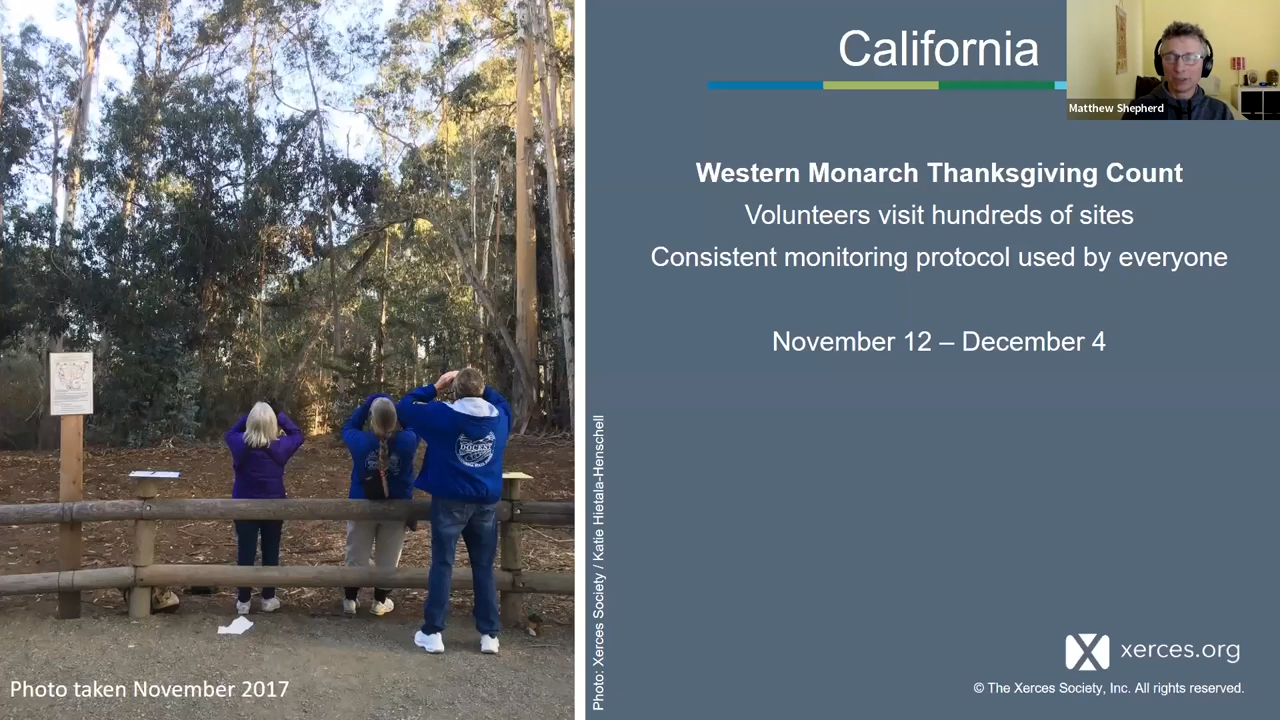 California
Matthew Shepherd
Western Monarch Thanksgiving Count
Volunteers visit hundreds of sites
Consistent monitoring protocol used by everyone
November 12 – December 4
DOCENT
Photo: Xerces Society / Katie Hietala-Henschell
Photo taken November 2017
xerces.org
© The Xerces Society, Inc. All rights reserved.